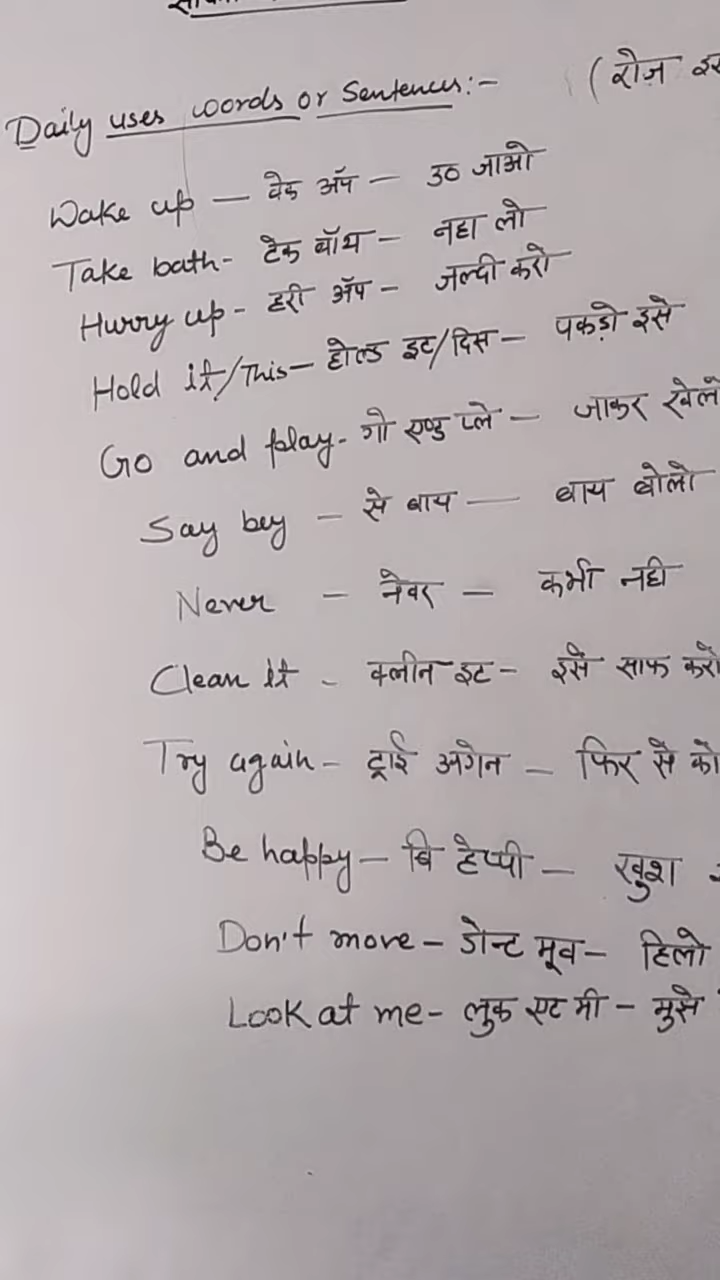 Daily uses words or Sentences:- (रोज़
Wake up — वेक ॲप — उठ जाओ
Take bath- टेक बॉथ - नहा लो
Hurry up - हरी ॲप - जल्दी करो
Hold it/This- होल्ड इट/दिस - पकड़ो इसे
Go and play- गो एण्ड प्ले - जाकर खेलो
Say bey - से बाय — बाय बोलो
Never - नेवर - कभी नही
Clean it - क्लीन इट - इसे साफ करो
Try again - ट्राई अगेन - फिर से को
Be happy - बि हेप्पी - खुश
Don't move - डोन्ट मूव - हिलो
Look at me - लुक एट मी - मुझे